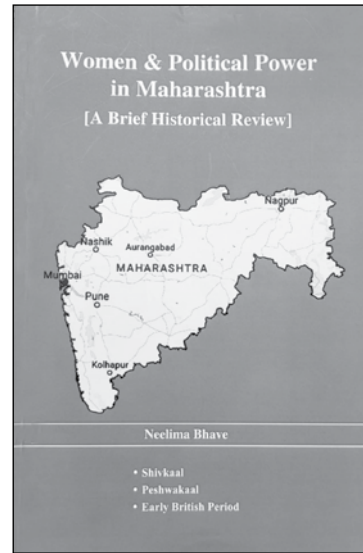 Women & Political Power
in Maharashtra
[A Brief Historical Review]
Nagpur
Nashik
Aurangabad
MAHARASHTRA
Mumbai
Pune
Kolhapur
Neelima Bhave
• Shivkaal
• Peshwakaal
• Early British Period